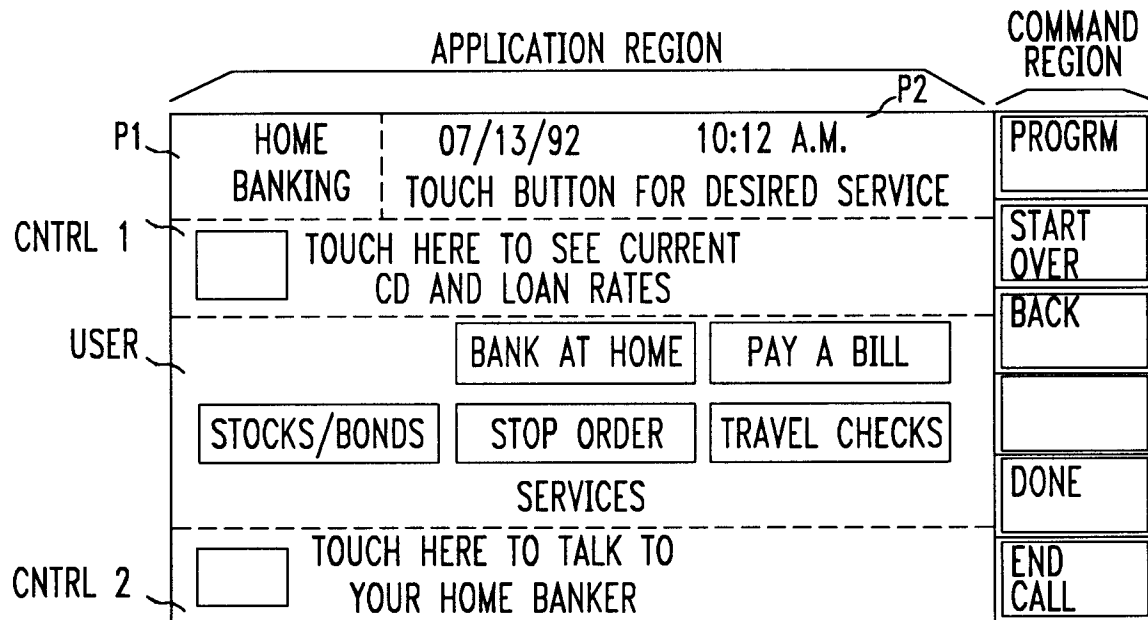 APPLICATION REGION
COMMAND
REGION
P1
P2
HOME
BANKING
07/13/92 10:12 A.M.
TOUCH BUTTON FOR DESIRED SERVICE
PROGRM
CNTRL 1
TOUCH HERE TO SEE CURRENT
CD AND LOAN RATES
START
OVER
USER
BANK AT HOME
PAY A BILL
BACK
STOCKS/BONDS
STOP ORDER
TRAVEL CHECKS
SERVICES
DONE
CNTRL 2
TOUCH HERE TO TALK TO
YOUR HOME BANKER
END
CALL